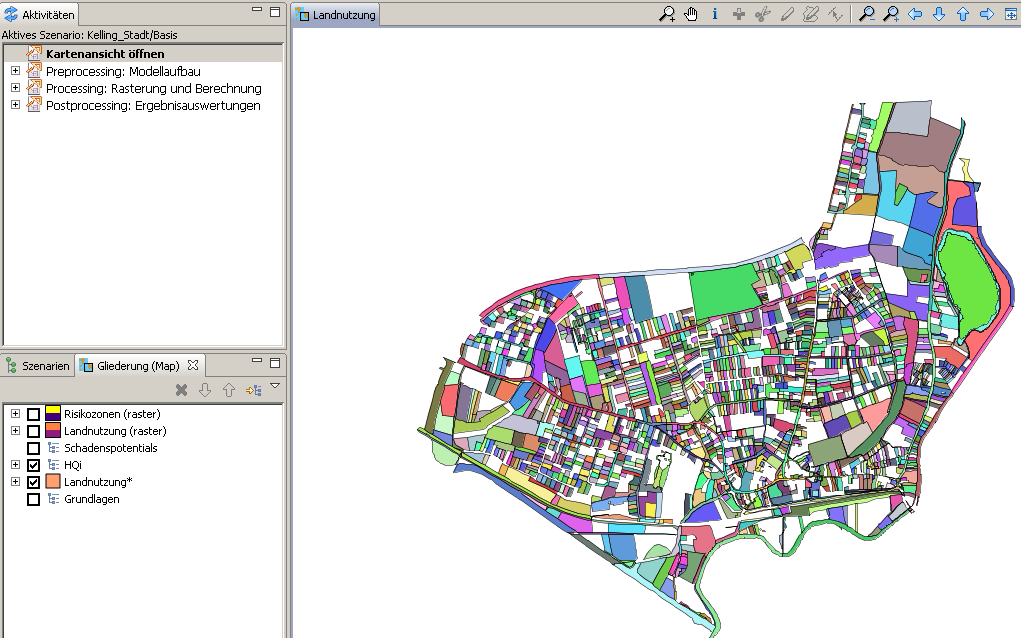 Aktivitäten
Aktives Szenario: Kelling_Stadt/Basis
Kartenansicht öffnen
Preprocessing: Modellaufbau
Processing: Rasterung und Berechnung
Postprocessing: Ergebnisauswertungen
Landnutzung
Szenarien
Gliederung (Map)
Risikozonen (raster)
Landnutzung (raster)
Schadenspotentials
HQi
Landnutzung*
Grundlagen